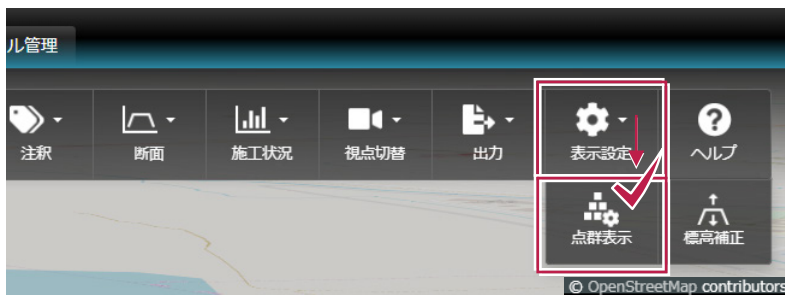 ル管理
注釈
断面
施工状況
視点切替
出力
表示設定
ヘルプ
点群表示
標高補正
© OpenStreetMap contributors